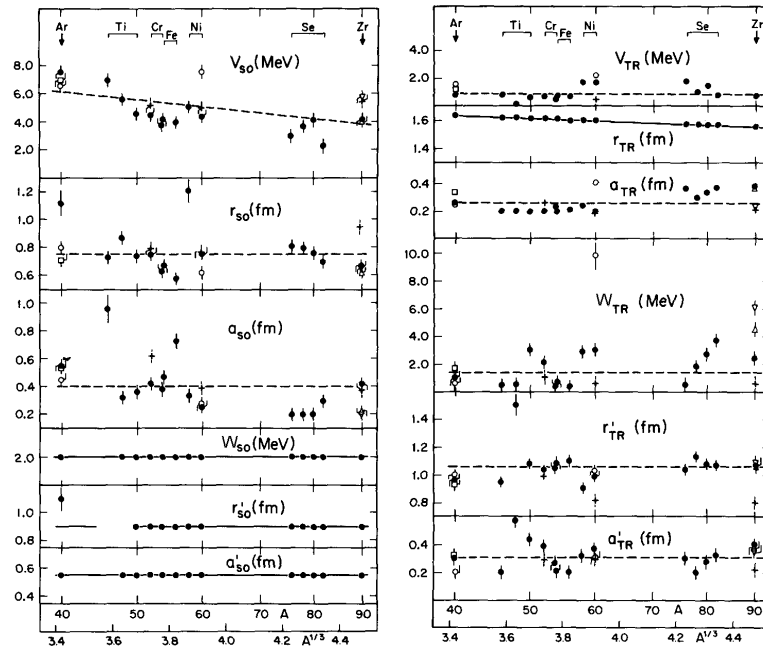 Ar Ti Cr Fe Ni Se Zr
V_SO (MeV)
8.0
6.0
4.0
2.0
r_SO (fm)
1.2
1.0
0.8
0.6
a_SO (fm)
1.0
0.8
0.6
0.4
0.2
W_SO (MeV)
2.0
r'_SO (fm)
0.9
0.8
a'_SO (fm)
0.6
0.4
40 50 60 70 A 80 90
3.4 3.6 3.8 4.0 4.2 A^1/3 4.4
Ar Ti Cr Fe Ni Se Zr
V_TR (MeV)
4.0
2.0
r_TR (fm)
1.6
1.4
a_TR (fm)
0.4
0.2
W_TR (MeV)
10.0
8.0
6.0
4.0
2.0
r'_TR (fm)
1.4
1.2
1.0
0.8
a'_TR (fm)
0.4
0.2
40 50 60 70 A 80 90
3.4 3.6 3.8 4.0 4.2 A^1/3 4.4